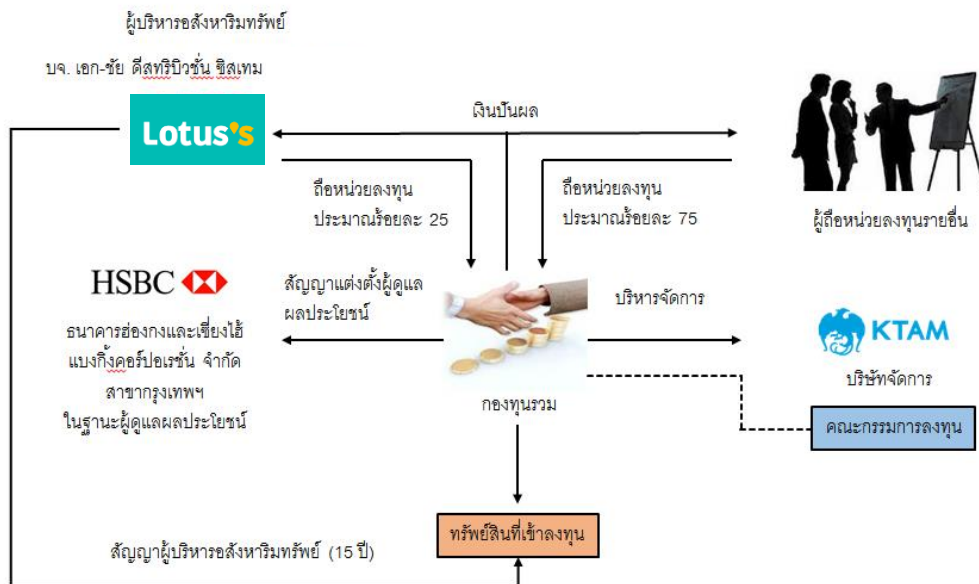 ผู้บริหารอสังหาริมทรัพย์
บจ. เอก-ชัย ดีสทริบิวชั่น ซิสเทม
Lotus's
เงินปันผล
ถือหน่วยลงทุน
ประมาณร้อยละ 25
ถือหน่วยลงทุน
ประมาณร้อยละ 75
ผู้ถือหน่วยลงทุนรายอื่น
HSBC
สัญญาแต่งตั้งผู้ดูแล
ผลประโยชน์
บริหารจัดการ
KTAM
ธนาคารฮ่องกงและเซี่ยงไฮ้
แบงกิ้งคอร์ปอเรชั่น จำกัด
สาขากรุงเทพฯ
ในฐานะผู้ดูแลผลประโยชน์
บริษัทจัดการ
กองทุนรวม
คณะกรรมการลงทุน
ทรัพย์สินที่เข้าลงทุน
สัญญาผู้บริหารอสังหาริมทรัพย์ (15 ปี)